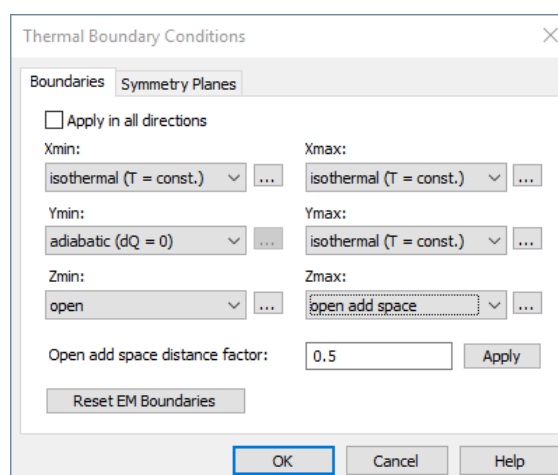 Thermal Boundary Conditions
Boundaries Symmetry Planes
Apply in all directions
Xmin: Xmax:
isothermal (T = const.) ... isothermal (T = const.) ...
Ymin: Ymax:
adiabatic (dQ = 0) ... isothermal (T = const.) ...
Zmin: Zmax:
open ... open add space ...
Open add space distance factor: 0.5 Apply
Reset EM Boundaries
OK Cancel Help